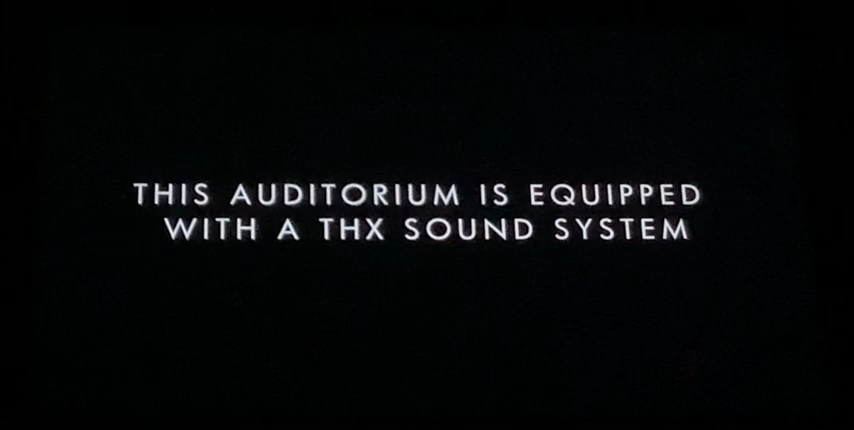 THIS AUDITORIUM IS EQUIPPED
WITH A THX SOUND SYSTEM